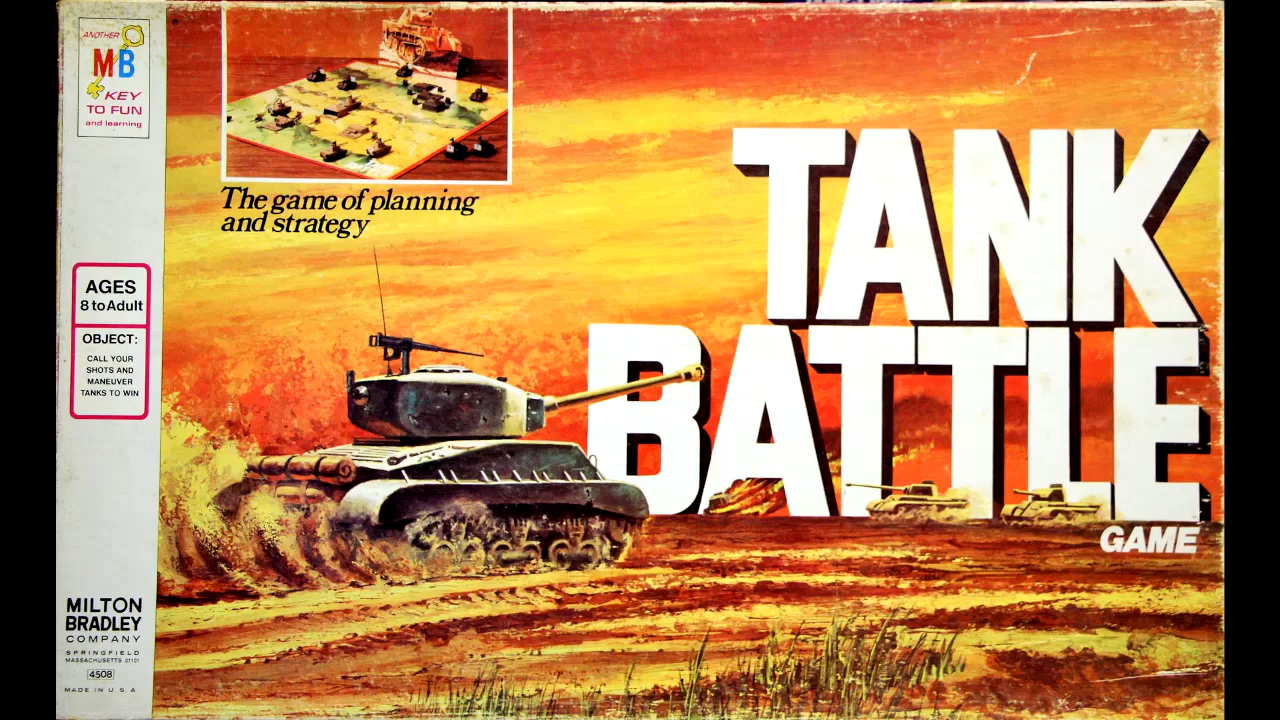 ANOTHER
MB
KEY
TO FUN
and learning
The game of planning
and strategy
TANK
BATTLE
GAME
AGES
8 to Adult
OBJECT:
CALL YOUR
SHOTS AND
MANEUVER
TANKS TO WIN
MILTON
BRADLEY
COMPANY
SPRINGFIELD
MASSACHUSETTS 01101
4508
MADE IN U.S.A.